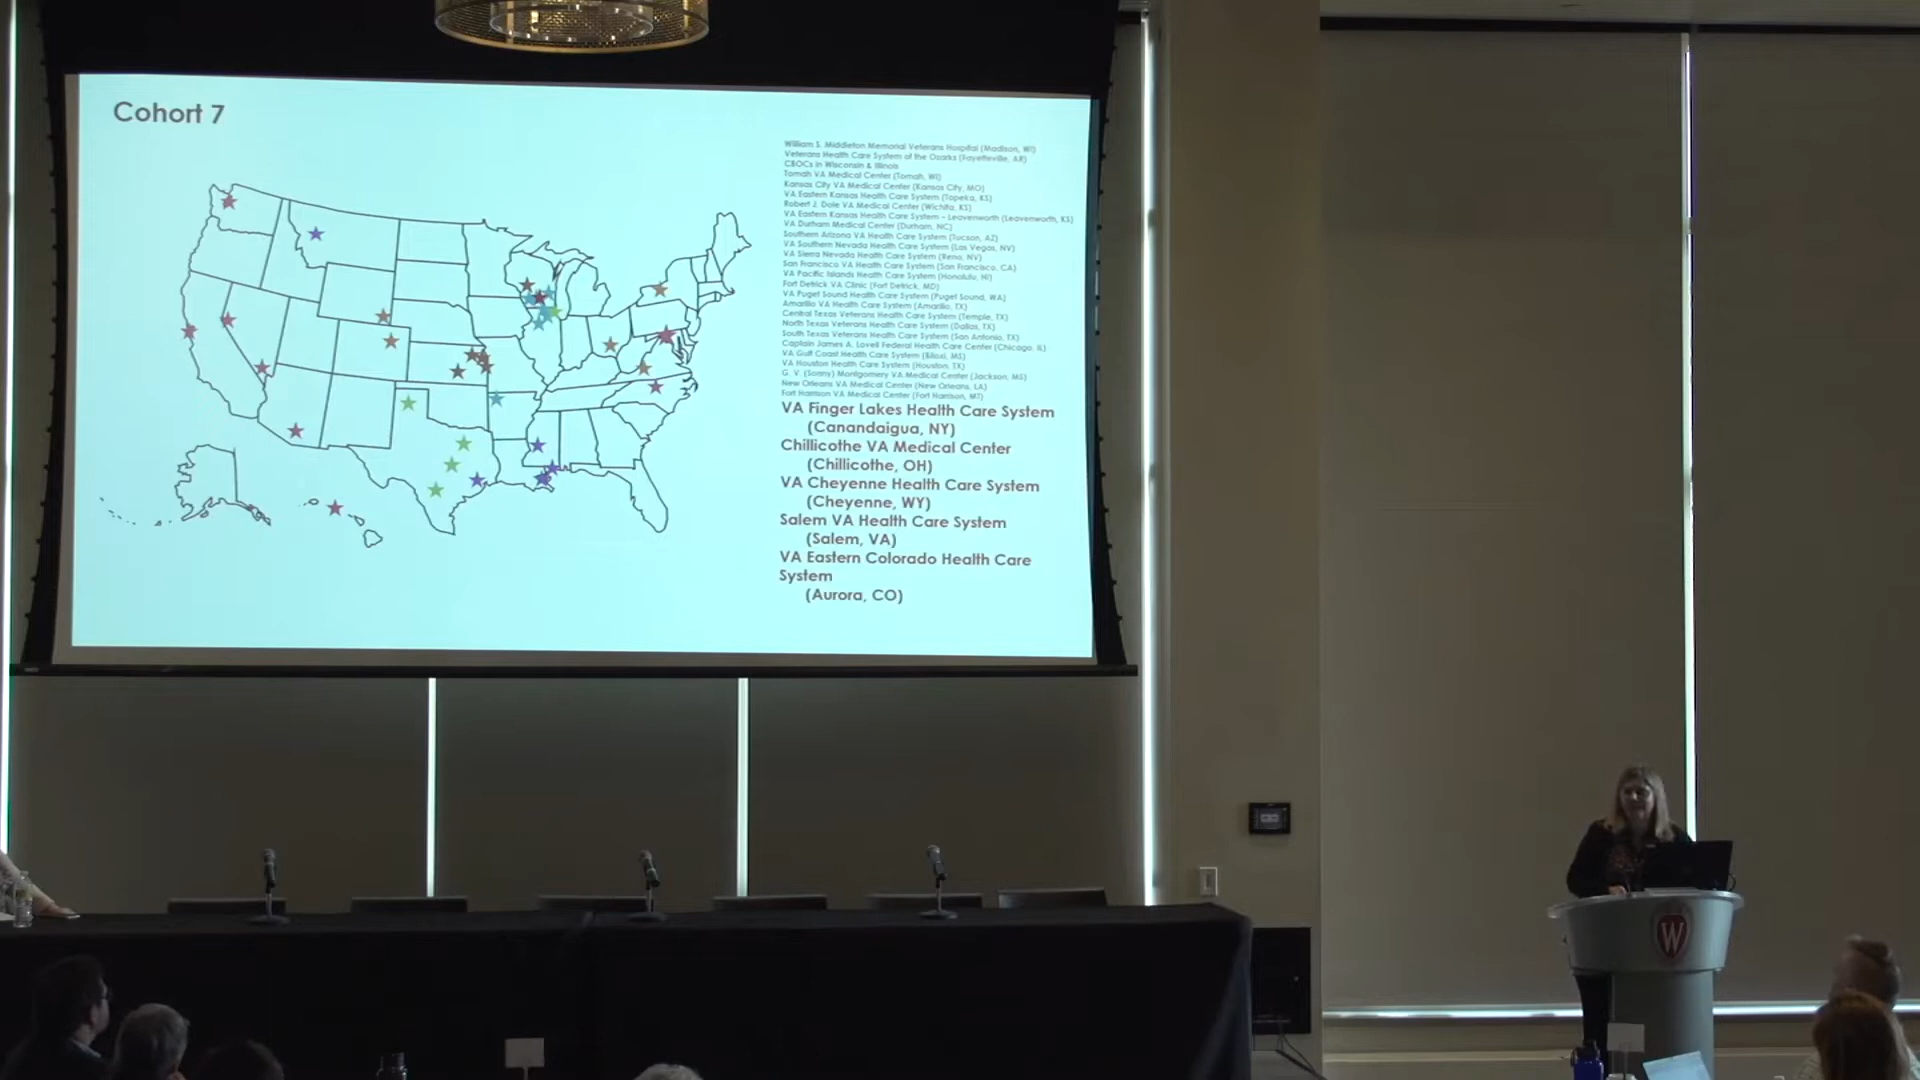 Cohort 7
William S. Middleton Memorial Veterans Hospital (Madison, WI)
Veterans Health Care System of the Ozarks (Fayetteville, AR)
CBOCs in Wisconsin & Illinois
Tomah VA Medical Center (Tomah, WI)
Kansas City VA Medical Center (Kansas City, MO)
VA Eastern Kansas Health Care System (Topeka, KS)
Robert J. Dole VA Medical Center (Wichita, KS)
VA Eastern Kansas Health Care System - Leavenworth (Leavenworth, KS)
VA Durham Medical Center (Durham, NC)
Southern Arizona VA Health Care System (Tucson, AZ)
VA Southern Nevada Health Care System (Las Vegas, NV)
VA Sierra Nevada Health Care System (Reno, NV)
San Francisco VA Health Care System (San Francisco, CA)
VA Pacific Islands Health Care System (Honolulu, HI)
Fort Detrick VA Clinic (Fort Detrick, MD)
VA Puget Sound Health Care System (Puget Sound, WA)
Amarillo VA Health Care System (Amarillo, TX)
Central Texas Veterans Health Care System (Temple, TX)
North Texas Veterans Health Care System (Dallas, TX)
South Texas Veterans Health Care System (San Antonio, TX)
Captain James A. Lovell Federal Health Care Center (Chicago, IL)
VA Gulf Coast Health Care System (Biloxi, MS)
VA Houston Health Care System (Houston, TX)
G. V. (Sonny) Montgomery VA Medical Center (Jackson, MS)
New Orleans VA Medical Center (New Orleans, LA)
Fort Harrison VA Medical Center (Fort Harrison, MT)
VA Finger Lakes Health Care System
(Canandaigua, NY)
Chillicothe VA Medical Center
(Chillicothe, OH)
VA Cheyenne Health Care System
(Cheyenne, WY)
Salem VA Health Care System
(Salem, VA)
VA Eastern Colorado Health Care
System
(Aurora, CO)
W